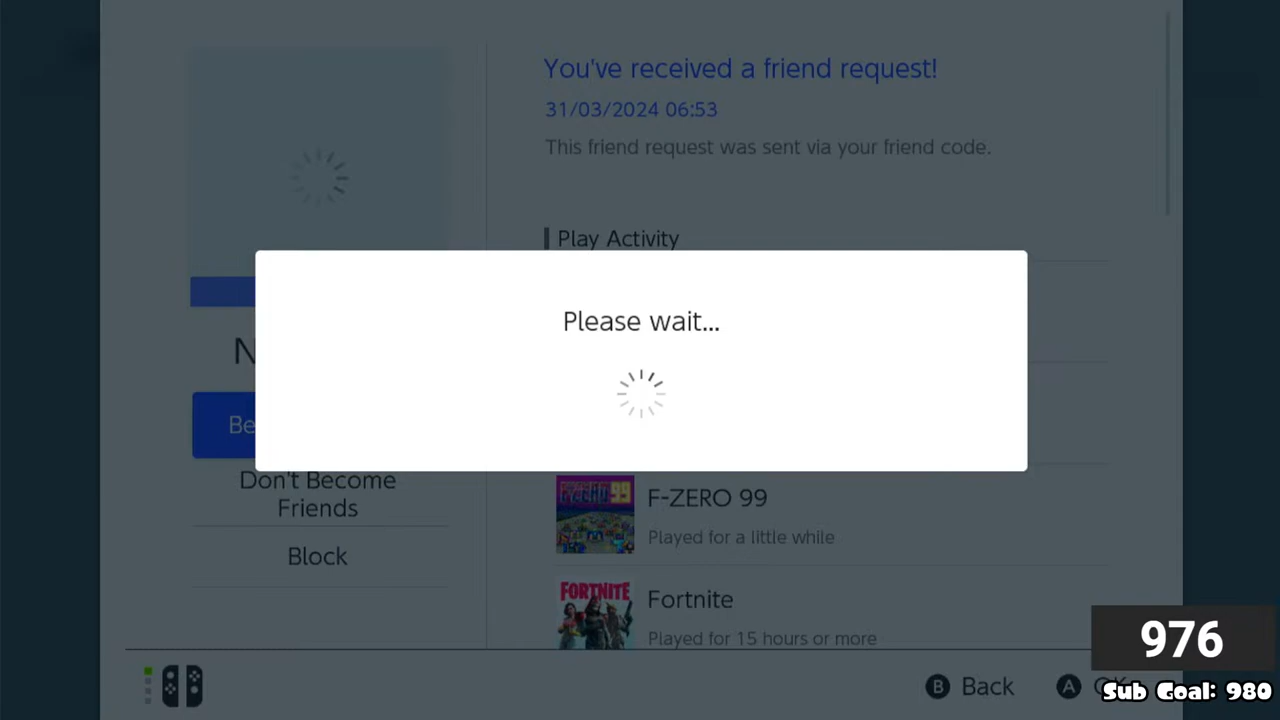 You've received a friend request!
31/03/2024 06:53
This friend request was sent via your friend code.
Play Activity
Please wait...
Don't Become
Friends
Block
F-ZERO 99
Played for a little while
FORTNITE
Fortnite
Played for 15 hours or more
B Back
A
976
Sub Goal: 980